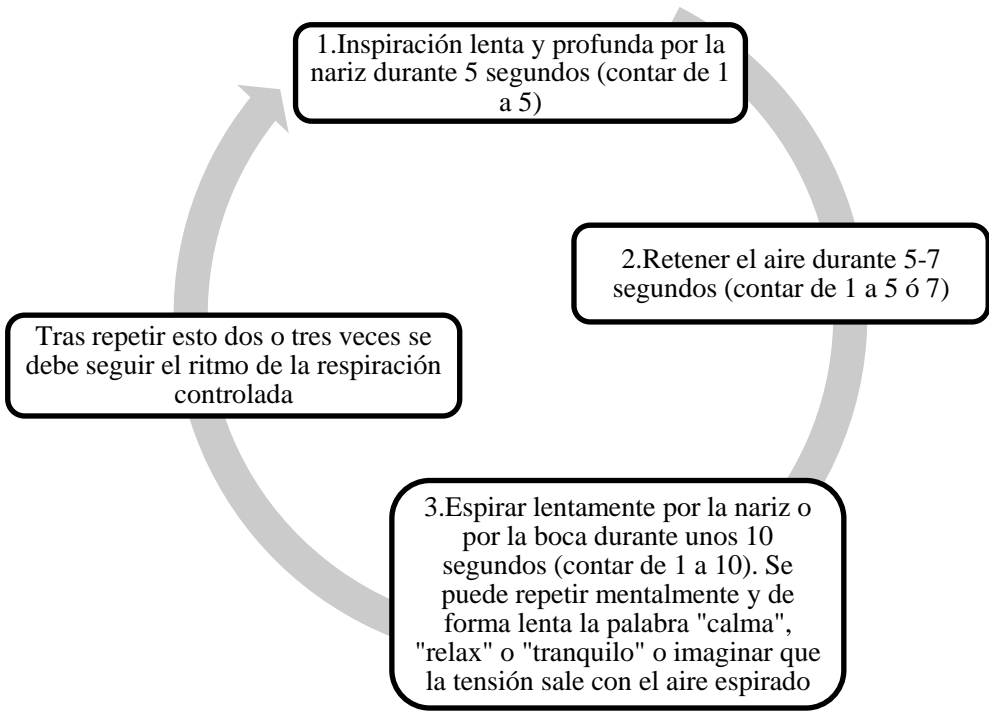 1.Inspiración lenta y profunda por la
nariz durante 5 segundos (contar de 1
a 5)
2.Retener el aire durante 5-7
segundos (contar de 1 a 5 ó 7)
3.Espirar lentamente por la nariz o
por la boca durante unos 10
segundos (contar de 1 a 10). Se
puede repetir mentalmente y de
forma lenta la palabra "calma",
"relax" o "tranquilo" o imaginar que
la tensión sale con el aire espirado
Tras repetir esto dos o tres veces se
debe seguir el ritmo de la respiración
controlada